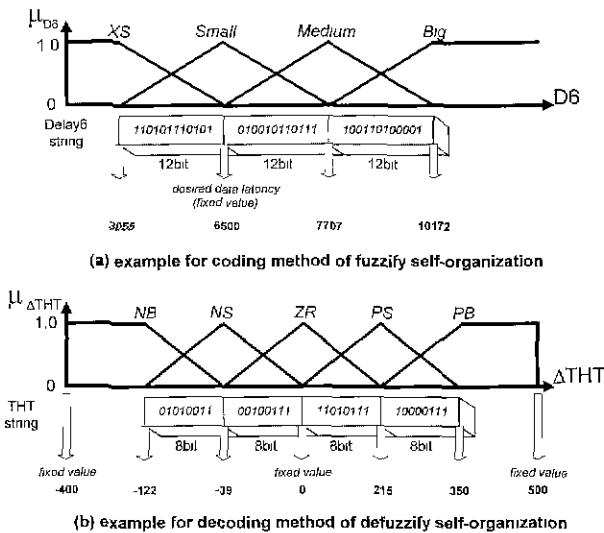 μD6
XS Small Medium Big
1 0
0
D6
Delay6 string
110101110101 010010110111 100110100001
12bit 12bit 12bit
desired data latency
(fixed value)
3055 6500 7707 10172
(a) example for coding method of fuzzify self-organization
μΔTHT
NB NS ZR PS PB
1.0
0
ΔTHT
THT string
01010011 00100111 11010111 10000111
8bit 8bit 8bit 8bit
fixed value fixed value fixed value
-400 -122 -39 0 215 350 500
(b) example for decoding method of defuzzify self-organization